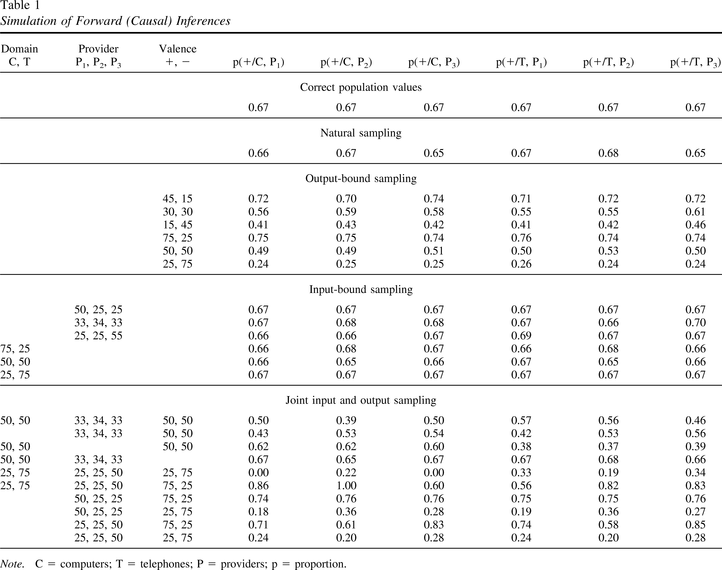 Table 1
Simulation of Forward (Causal) Inferences
Domain Provider Valence
C, T P1, P2, P3 +, − p(+/C, P1) p(+/C, P2) p(+/C, P3) p(+/T, P1) p(+/T, P2) p(+/T, P3)
Correct population values
0.67 0.67 0.67 0.67 0.67 0.67
Natural sampling
0.66 0.67 0.65 0.67 0.68 0.65
Output-bound sampling
45, 15 0.72 0.70 0.74 0.71 0.72 0.72
30, 30 0.56 0.59 0.58 0.55 0.55 0.61
15, 45 0.41 0.43 0.42 0.41 0.42 0.46
75, 25 0.75 0.75 0.74 0.76 0.74 0.74
50, 50 0.49 0.49 0.51 0.50 0.53 0.50
25, 75 0.24 0.25 0.25 0.26 0.24 0.24
Input-bound sampling
50, 25, 25 0.67 0.67 0.67 0.67 0.67 0.67
33, 34, 33 0.67 0.68 0.68 0.67 0.66 0.70
25, 25, 55 0.66 0.66 0.67 0.69 0.67 0.67
75, 25 0.66 0.68 0.67 0.66 0.68 0.66
50, 50 0.66 0.65 0.66 0.67 0.65 0.66
25, 75 0.67 0.67 0.67 0.67 0.67 0.67
Joint input and output sampling
50, 50 33, 34, 33 50, 50 0.50 0.39 0.50 0.57 0.56 0.46
33, 34, 33 50, 50 0.43 0.53 0.54 0.42 0.53 0.56
50, 50 50, 50 0.62 0.62 0.60 0.38 0.37 0.39
50, 50 33, 34, 33 0.67 0.65 0.67 0.67 0.68 0.66
25, 75 25, 25, 50 25, 75 0.00 0.22 0.00 0.33 0.19 0.34
25, 75 25, 25, 50 75, 25 0.86 1.00 0.60 0.56 0.82 0.83
50, 25, 25 75, 25 0.74 0.76 0.76 0.75 0.75 0.76
50, 25, 25 25, 75 0.18 0.36 0.28 0.19 0.36 0.27
25, 25, 50 75, 25 0.71 0.61 0.83 0.74 0.58 0.85
25, 25, 50 25, 75 0.24 0.20 0.28 0.24 0.20 0.28
Note. C = computers; T = telephones; P = providers; p = proportion.